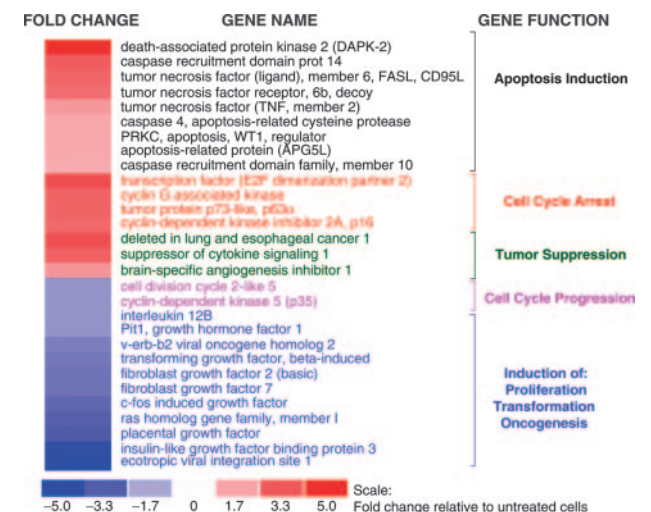 FOLD CHANGE GENE NAME GENE FUNCTION
death-associated protein kinase 2 (DAPK-2)
caspase recruitment domain prot 14
tumor necrosis factor (ligand), member 6, FASL, CD95L
tumor necrosis factor receptor, 6b, decoy
tumor necrosis factor (TNF, member 2)
caspase 4, apoptosis-related cysteine protease
PRKC, apoptosis, WT1, regulator
apoptosis-related protein (APG5L)
caspase recruitment domain family, member 10
Apoptosis Induction
transcription factor (E2F dimerization partner 2)
cyclin G associated kinase
tumor protein p73-like, p63α
cyclin-dependent kinase inhibitor 2A, p16
Cell Cycle Arrest
deleted in lung and esophageal cancer 1
suppressor of cytokine signaling 1
brain-specific angiogenesis inhibitor 1
Tumor Suppression
cell division cycle 2-like 5
cyclin-dependent kinase 5 (p35)
Cell Cycle Progression
interleukin 12B
Pit1, growth hormone factor 1
v-erb-b2 viral oncogene homolog 2
transforming growth factor, beta-induced
fibroblast growth factor 2 (basic)
fibroblast growth factor 7
c-fos induced growth factor
ras homolog gene family, member I
placental growth factor
insulin-like growth factor binding protein 3
ecotropic viral integration site 1
Induction of:
Proliferation
Transformation
Oncogenesis
Scale:
−5.0 −3.3 −1.7 0 1.7 3.3 5.0 Fold change relative to untreated cells